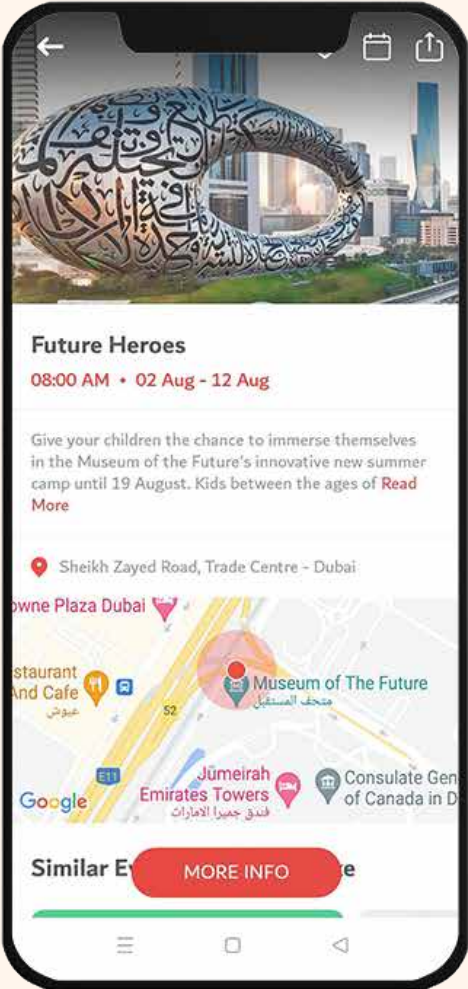 Future Heroes
08:00 AM • 02 Aug - 12 Aug
Give your children the chance to immerse themselves
in the Museum of the Future's innovative new summer
camp until 19 August. Kids between the ages of Read
More
Sheikh Zayed Road, Trade Centre - Dubai
owne Plaza Dubai
staurant
And Cafe
عيوش
52
Museum of The Future
متحف المستقبل
E11
Google
Jumeirah
Emirates Towers
فندق جميرا الامارات
Consulate Gen
of Canada in D
Similar E
MORE INFO
e